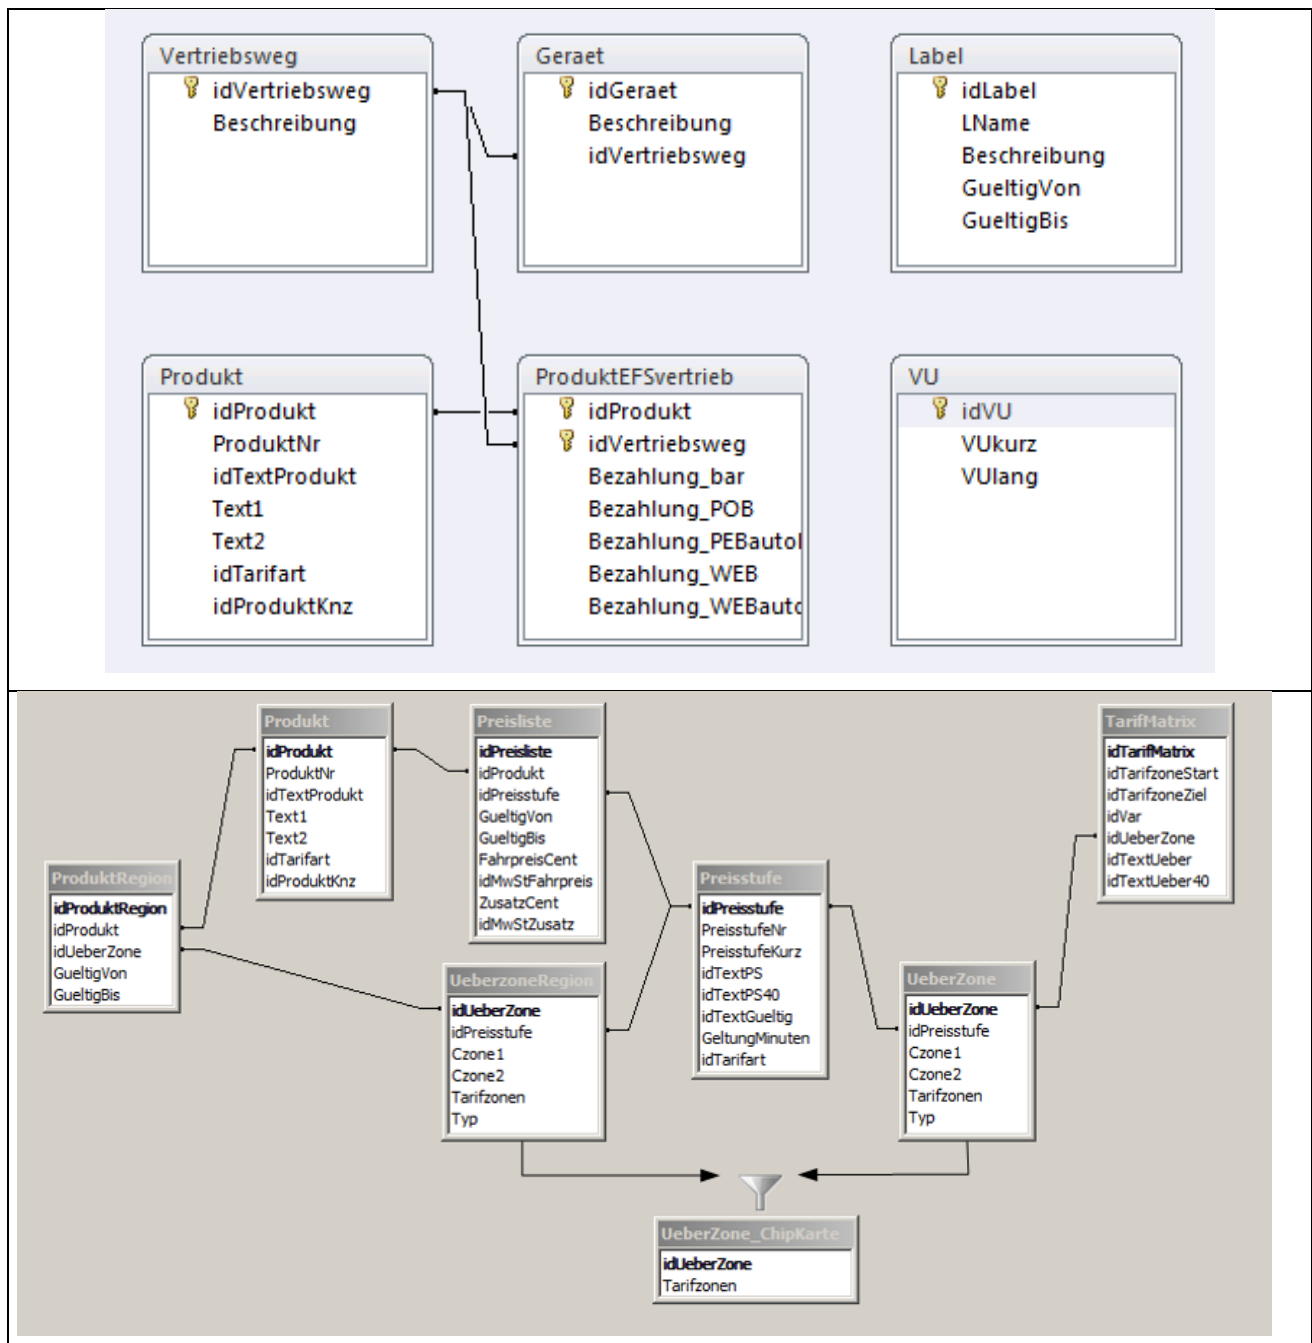 Vertriebsweg
idVertriebsweg
Beschreibung
Geraet
idGeraet
Beschreibung
idVertriebsweg
Label
idLabel
LName
Beschreibung
GueltigVon
GueltigBis
Produkt
idProdukt
ProduktNr
idTextProdukt
Text1
Text2
idTarifart
idProduktKnz
ProduktEFSvertrieb
idProdukt
idVertriebsweg
Bezahlung_bar
Bezahlung_POB
Bezahlung_PEBautol
Bezahlung_WEB
Bezahlung_WEBauto
VU
idVU
VUkurz
VUlang
ProduktRegion
idProduktRegion
idProdukt
idUeberZone
GueltigVon
GueltigBis
Produkt
idProdukt
ProduktNr
idTextProdukt
Text1
Text2
idTarifart
idProduktKnz
Preisliste
idPreisliste
idProdukt
idPreisstufe
GueltigVon
GueltigBis
FahrpreisCent
idMwStFahrpreis
ZusatzCent
idMwStZusatz
UeberzoneRegion
idUeberZone
idPreisstufe
Czone1
Czone2
Tarifzonen
Typ
Preisstufe
idPreisstufe
PreisstufeNr
PreisstufeKurz
idTextPS
idTextPS40
idTextGueltig
GeltungMinuten
idTarifart
UeberZone
idUeberZone
idPreisstufe
Czone1
Czone2
Tarifzonen
Typ
TarifMatrix
idTarifMatrix
idTarifzoneStart
idTarifzoneZiel
idVar
idUeberZone
idTextUeber
idTextUeber40
UeberZone_ChipKarte
idUeberZone
Tarifzonen